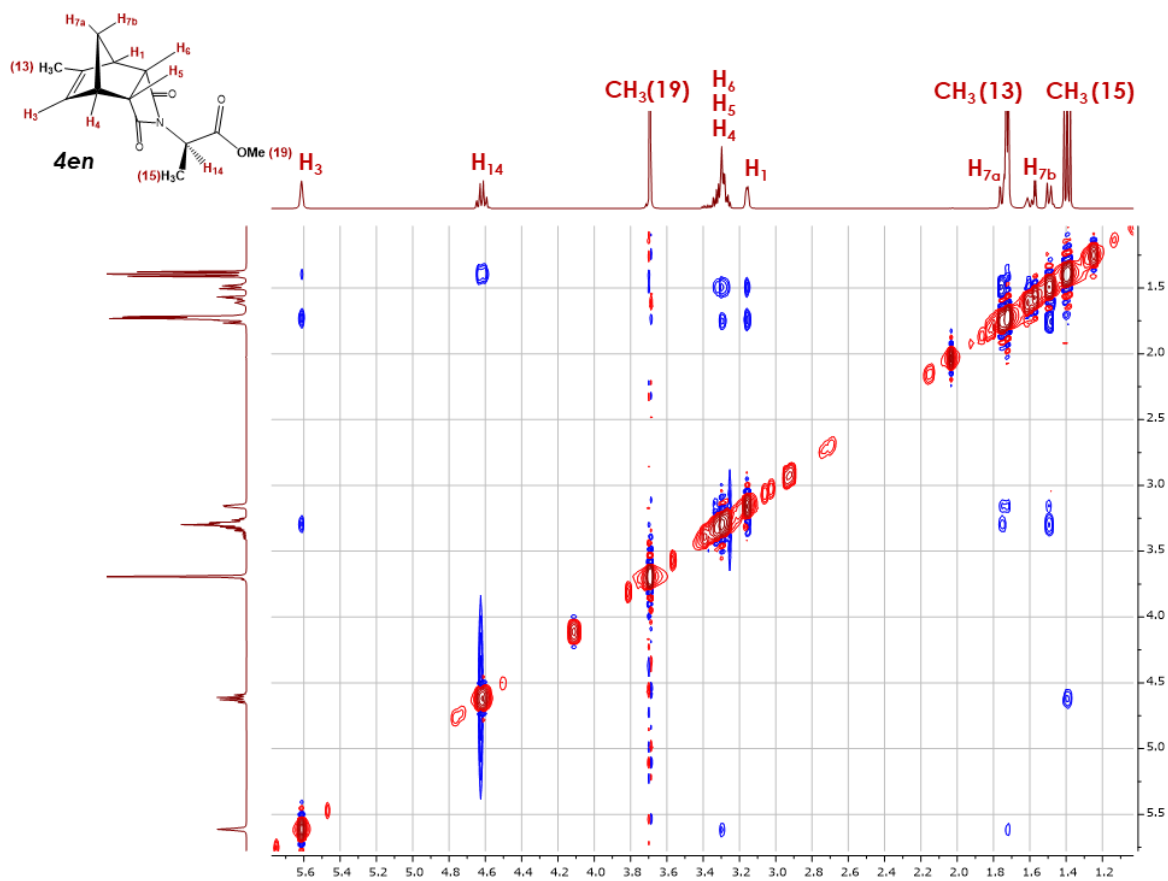 H7a H7b
H1 H6
(13) H3C
H5
O
H3 H4
O
N
O
O
OMe (19)
4en
(15)H3C H14
H3
H14
CH3(19)
H6
H5
H4
H1
CH3(13)
H7a
H7b
CH3(15)
1.5
2.0
2.5
3.0
3.5
4.0
4.5
5.0
5.5
5.6 5.4 5.2 5.0 4.8 4.6 4.4 4.2 4.0 3.8 3.6 3.4 3.2 3.0 2.8 2.6 2.4 2.2 2.0 1.8 1.6 1.4 1.2